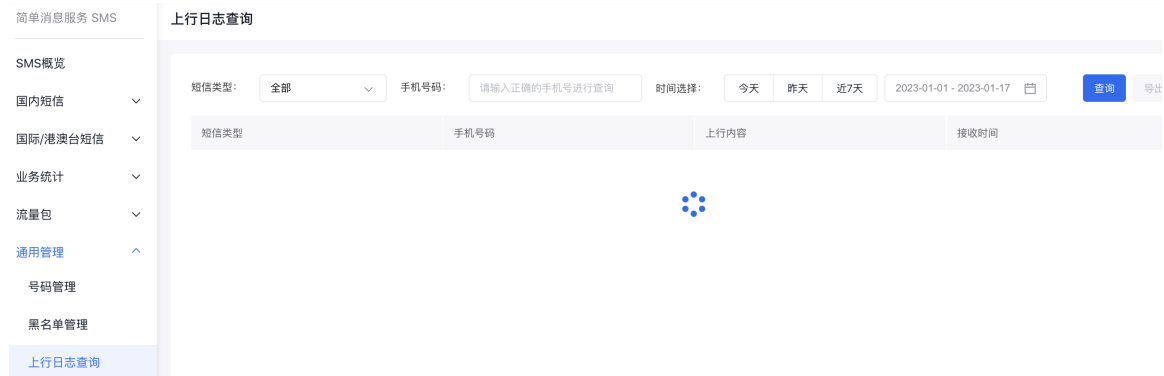 简单消息服务 SMS
上行日志查询
SMS概览
国内短信
国际/港澳台短信
业务统计
流量包
通用管理
号码管理
黑名单管理
上行日志查询
短信类型： 全部 手机号码： 请输入正确的手机号进行查询 时间选择： 今天 昨天 近7天 2023-01-01 - 2023-01-17 查询 导出
短信类型 手机号码 上行内容 接收时间